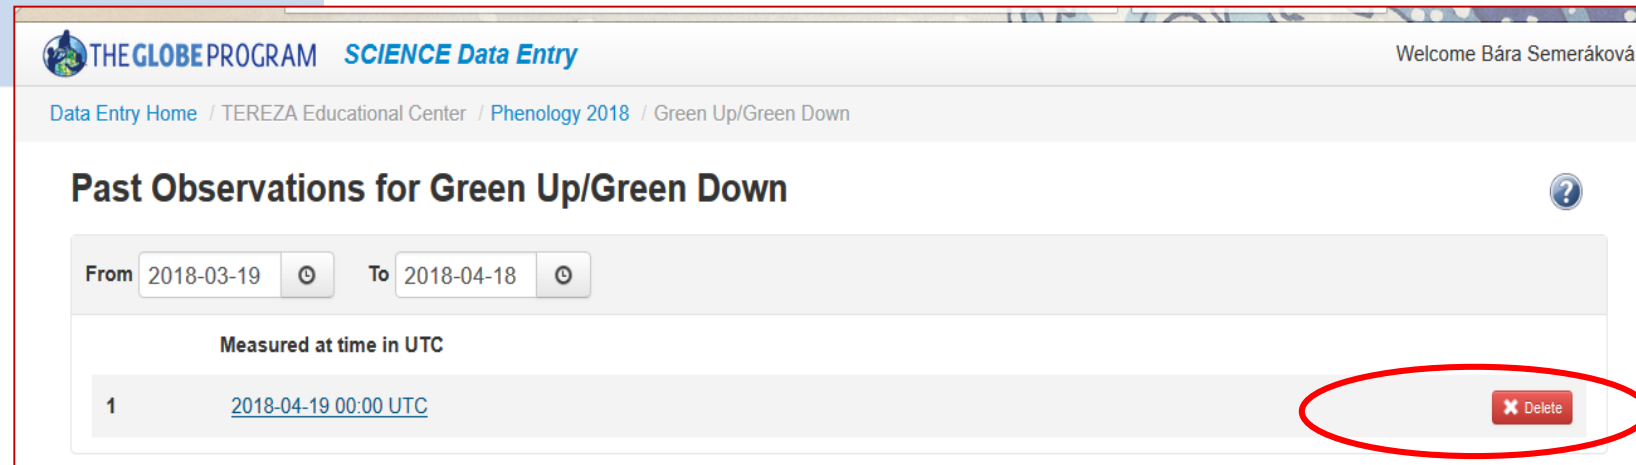 THE GLOBE PROGRAM SCIENCE Data Entry Welcome Bára Semeráková
Data Entry Home / TEREZA Educational Center / Phenology 2018 / Green Up/Green Down
Past Observations for Green Up/Green Down ?
From 2018-03-19 To 2018-04-18
Measured at time in UTC
1 2018-04-19 00:00 UTC Delete